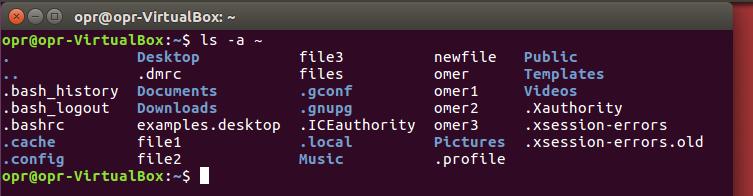 opr@opr-VirtualBox: ~
opr@opr-VirtualBox:~$ ls -a ~
. Desktop file3 newfile Public
.. .dmrc files omer Templates
.bash_history Documents .gconf omer1 Videos
.bash_logout Downloads .gnupg omer2 .Xauthority
.bashrc examples.desktop .ICEauthority omer3 .xsession-errors
.cache file1 .local Pictures .xsession-errors.old
.config file2 Music .profile
opr@opr-VirtualBox:~$